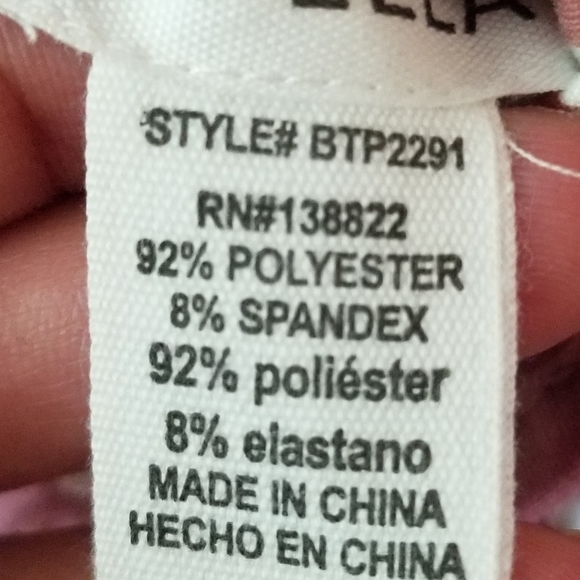 STYLE# BTP2291
RN#138822
92% POLYESTER
8% SPANDEX
92% poliéster
8% elastano
MADE IN CHINA
HECHO EN CHINA